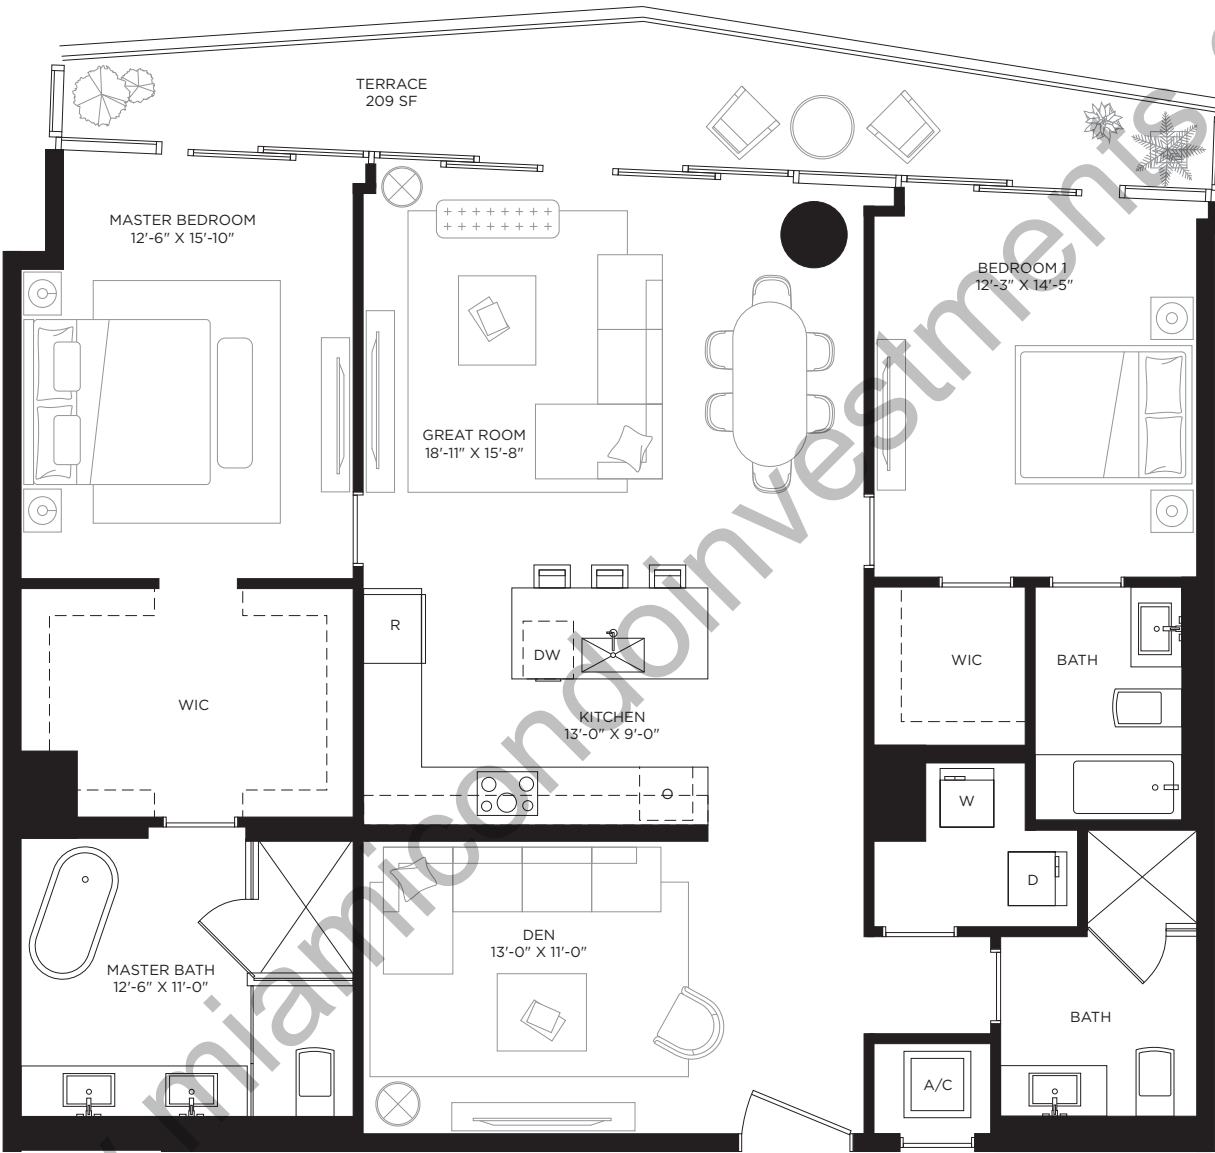 TERRACE
209 SF
MASTER BEDROOM
12'-6" X 15'-10"
BEDROOM 1
12'-3" X 14'-5"
GREAT ROOM
18'-11" X 15'-8"
R
DW
WIC
BATH
WIC
KITCHEN
13'-0" X 9'-0"
W
D
DEN
13'-0" X 11'-0"
MASTER BATH
12'-6" X 11'-0"
BATH
A/C
miamicondoinvestments